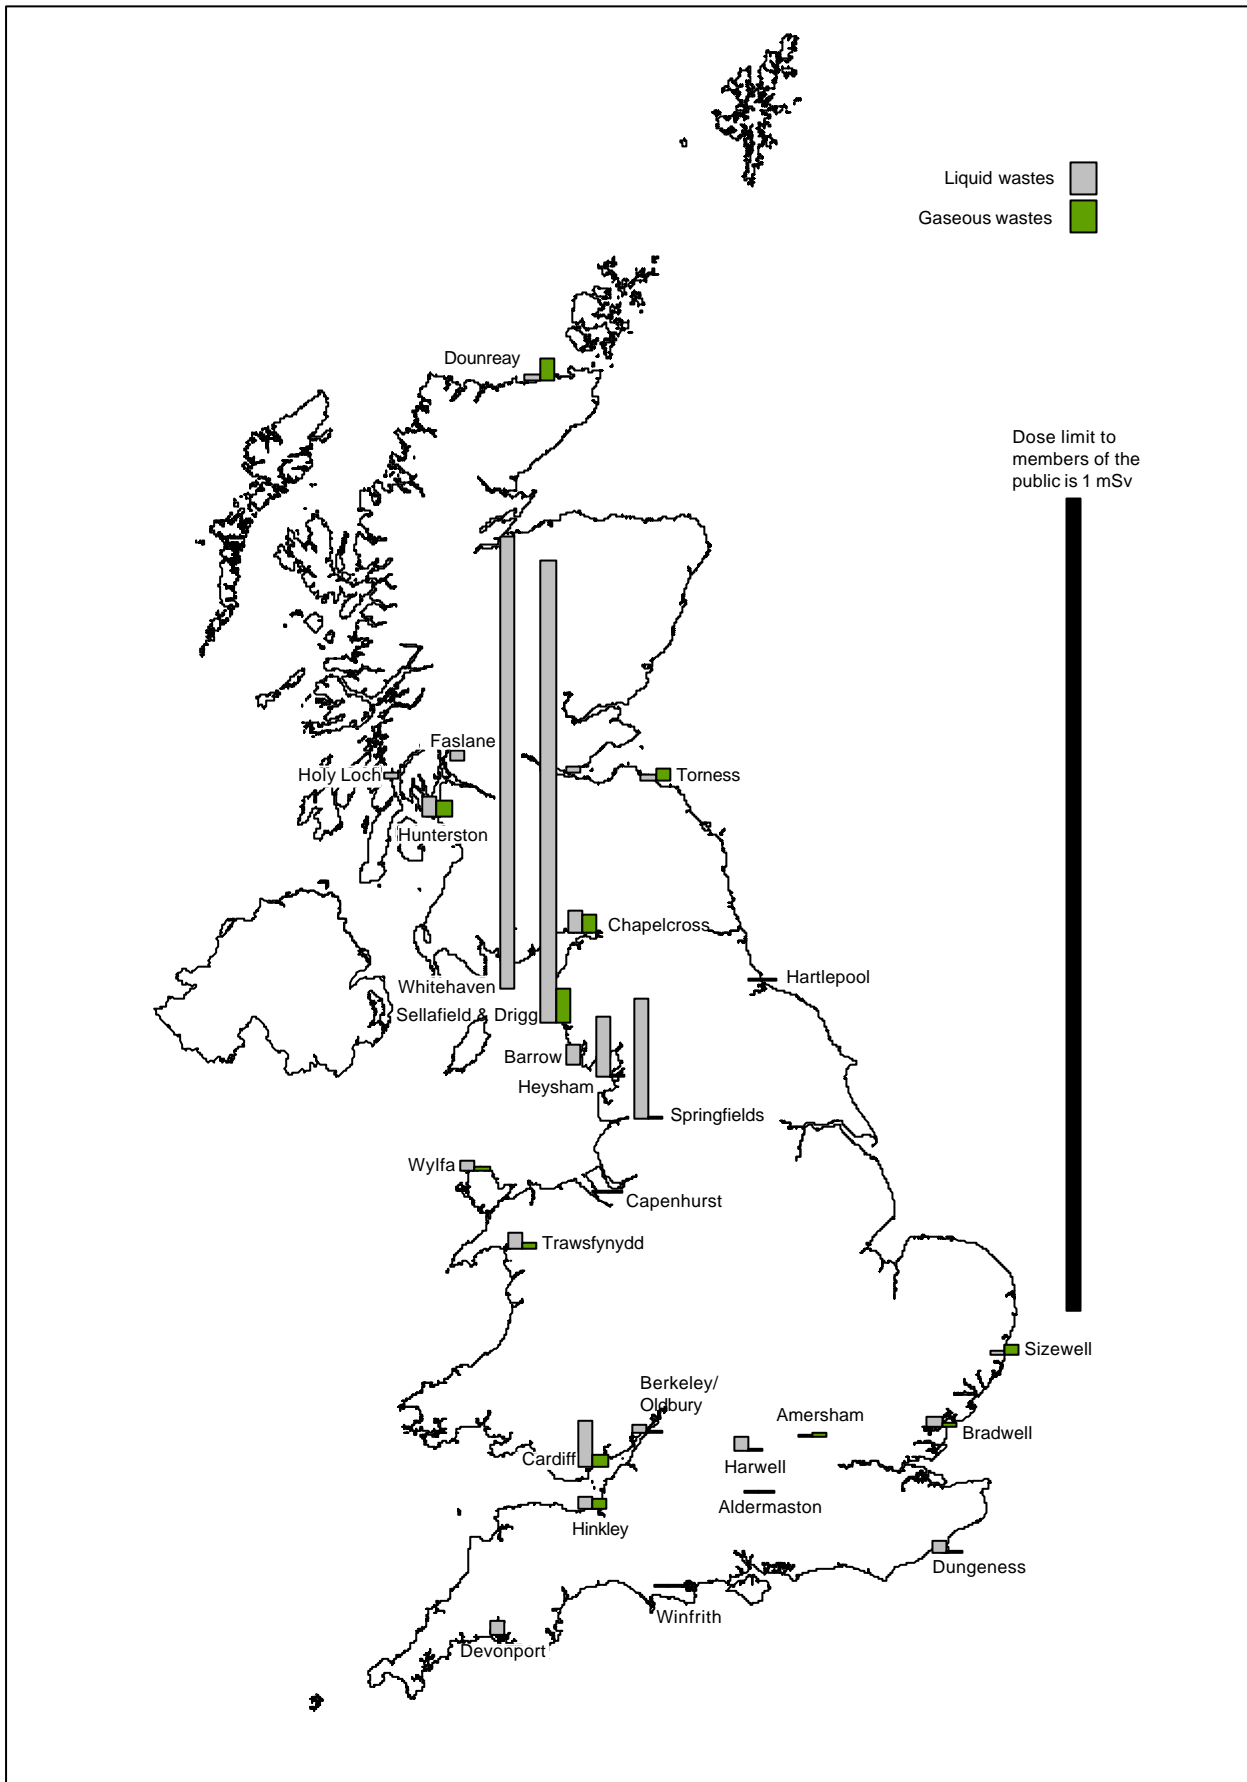 Liquid wastes
Gaseous wastes
Dounreay
Dose limit to
members of the
public is 1 mSv
Faslane
Holy Loch
Torness
Hunterston
Chapelcross
Hartlepool
Whitehaven
Sellafield & Drigg
Barrow
Heysham
Springfields
Wylfa
Capenhurst
Trawsfynydd
Sizewell
Berkeley/
Oldbury
Amersham
Bradwell
Cardiff
Harwell
Aldermaston
Hinkley
Dungeness
Winfrith
Devonport